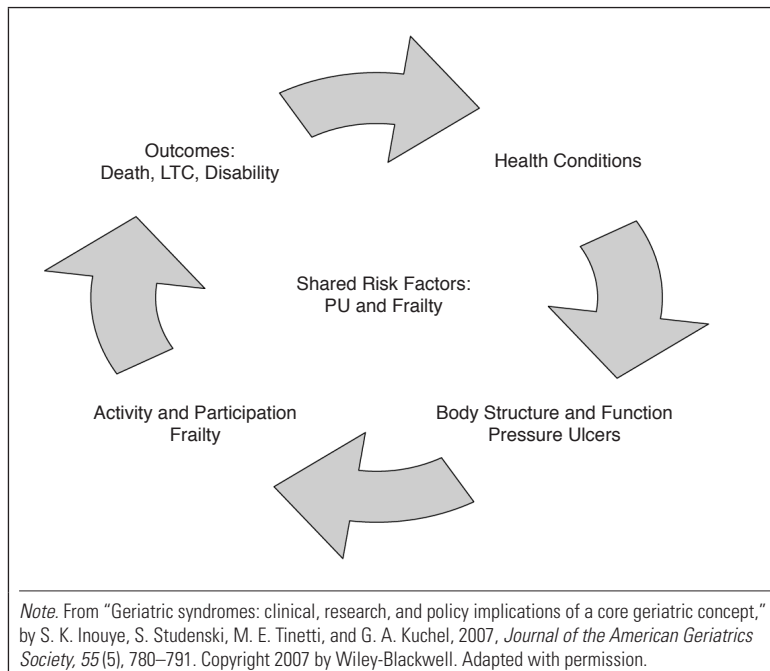 Outcomes:
Death, LTC, Disability
Health Conditions
Shared Risk Factors:
PU and Frailty
Activity and Participation
Frailty
Body Structure and Function
Pressure Ulcers
Note. From “Geriatric syndromes: clinical, research, and policy implications of a core geriatric concept,”
by S. K. Inouye, S. Studenski, M. E. Tinetti, and G. A. Kuchel, 2007, Journal of the American Geriatrics
Society, 55 (5), 780–791. Copyright 2007 by Wiley-Blackwell. Adapted with permission.